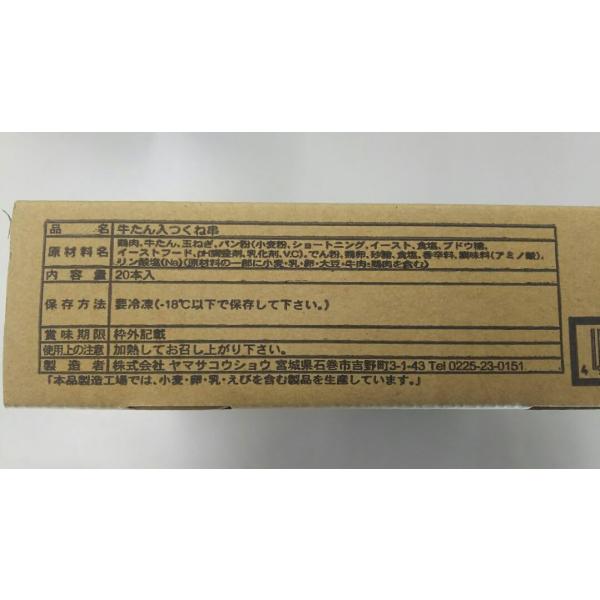 品名 牛たん入つくね串
原材料名 鶏肉、牛たん、玉ねぎ、パン粉(小麦粉、ショートニング、イースト、食塩、ブドウ糖、
イーストフード、pH調整剤、乳化剤、V.C)、でん粉、鶏卵、砂糖、食塩、香辛料、調味料(アミノ酸)、
リン酸塩(Na)(原材料の一部に小麦・乳・卵・大豆・牛肉・鶏肉を含む)
内容量 20本入
保存方法 要冷凍(-18℃以下で保存して下さい。)
賞味期限 枠外記載
使用上の注意 加熱してお召し上がり下さい。
製造者 株式会社 ヤマサコウショウ 宮城県石巻市吉野町3-1-43 Tel 0225-23-0151
「本品製造工場では、小麦・卵・乳・えびを含む製品を生産しています。」
4